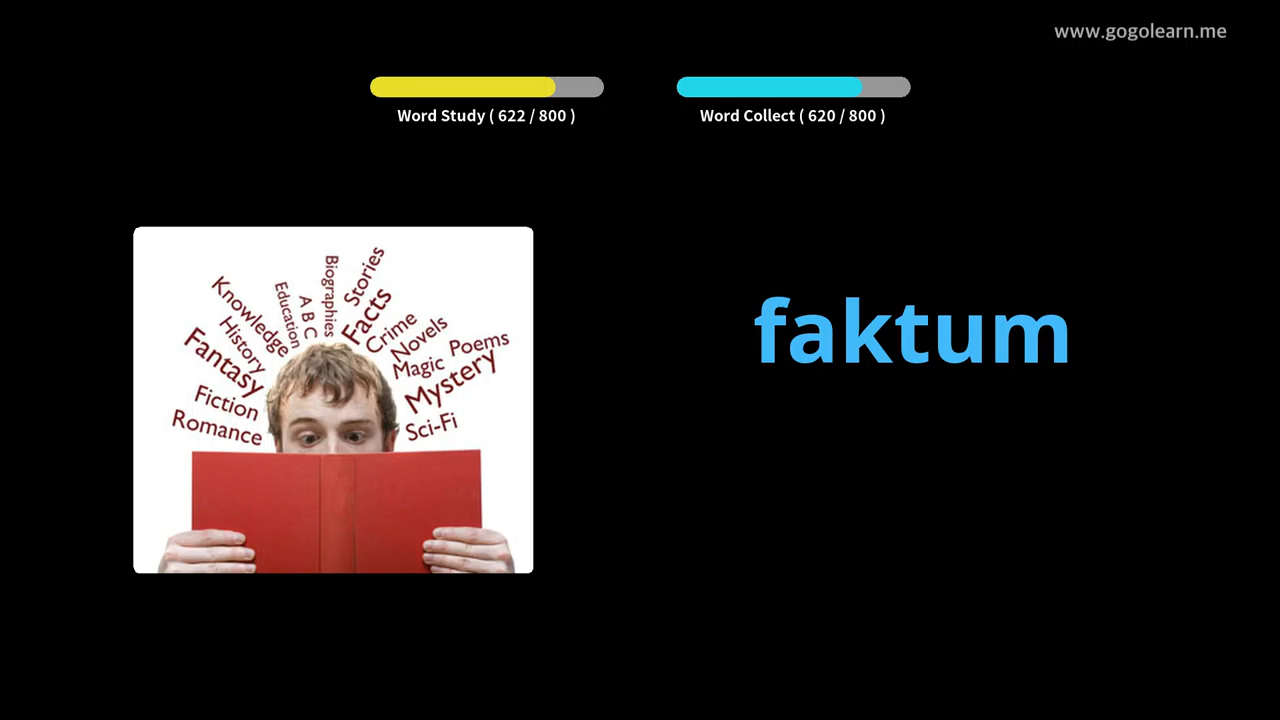 www.gogolearn.me
Word Study ( 622 / 800 )
Word Collect ( 620 / 800 )
faktum
Romance
Fiction
Fantasy
History
Knowledge
Education
A B C
Biographies
Stories
Facts
Crime
Novels
Poems
Magic
Mystery
Sci-Fi